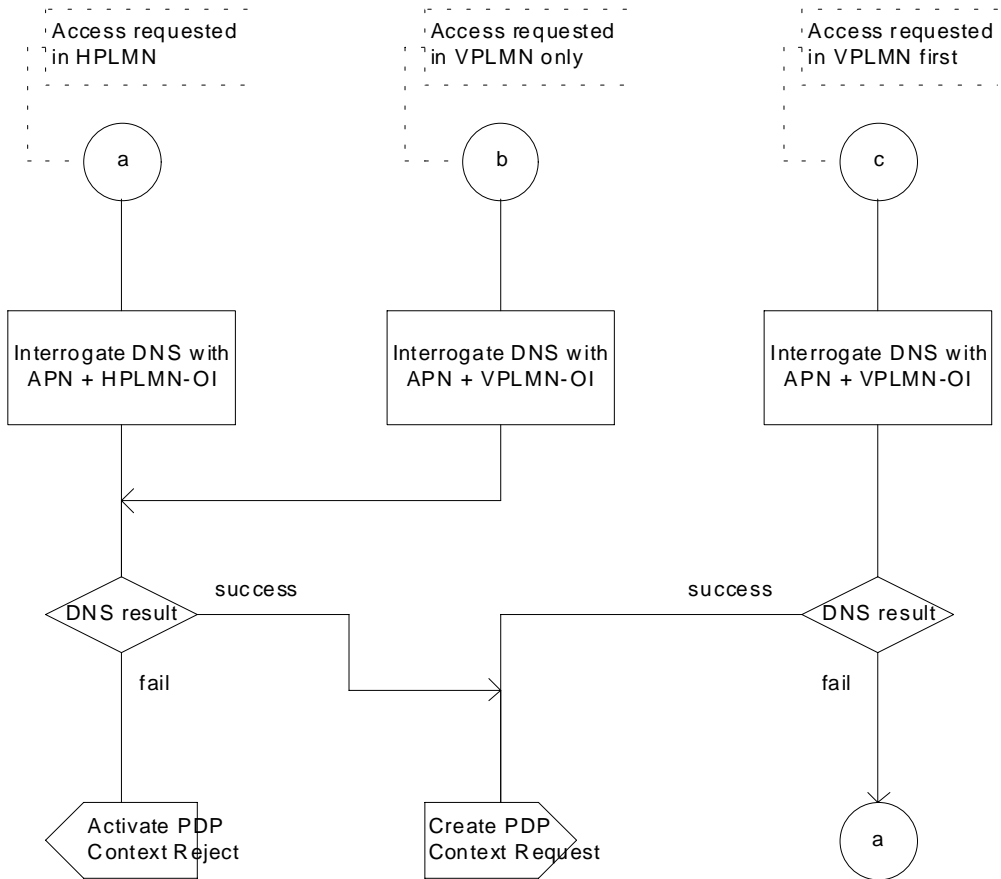 Access requested
in HPLMN
Access requested
in VPLMN only
Access requested
in VPLMN first
a
b
c
Interrogate DNS with
APN + HPLMN-OI
Interrogate DNS with
APN + VPLMN-OI
Interrogate DNS with
APN + VPLMN-OI
DNS result
success
fail
success
DNS result
fail
Activate PDP
Context Reject
Create PDP
Context Request
a